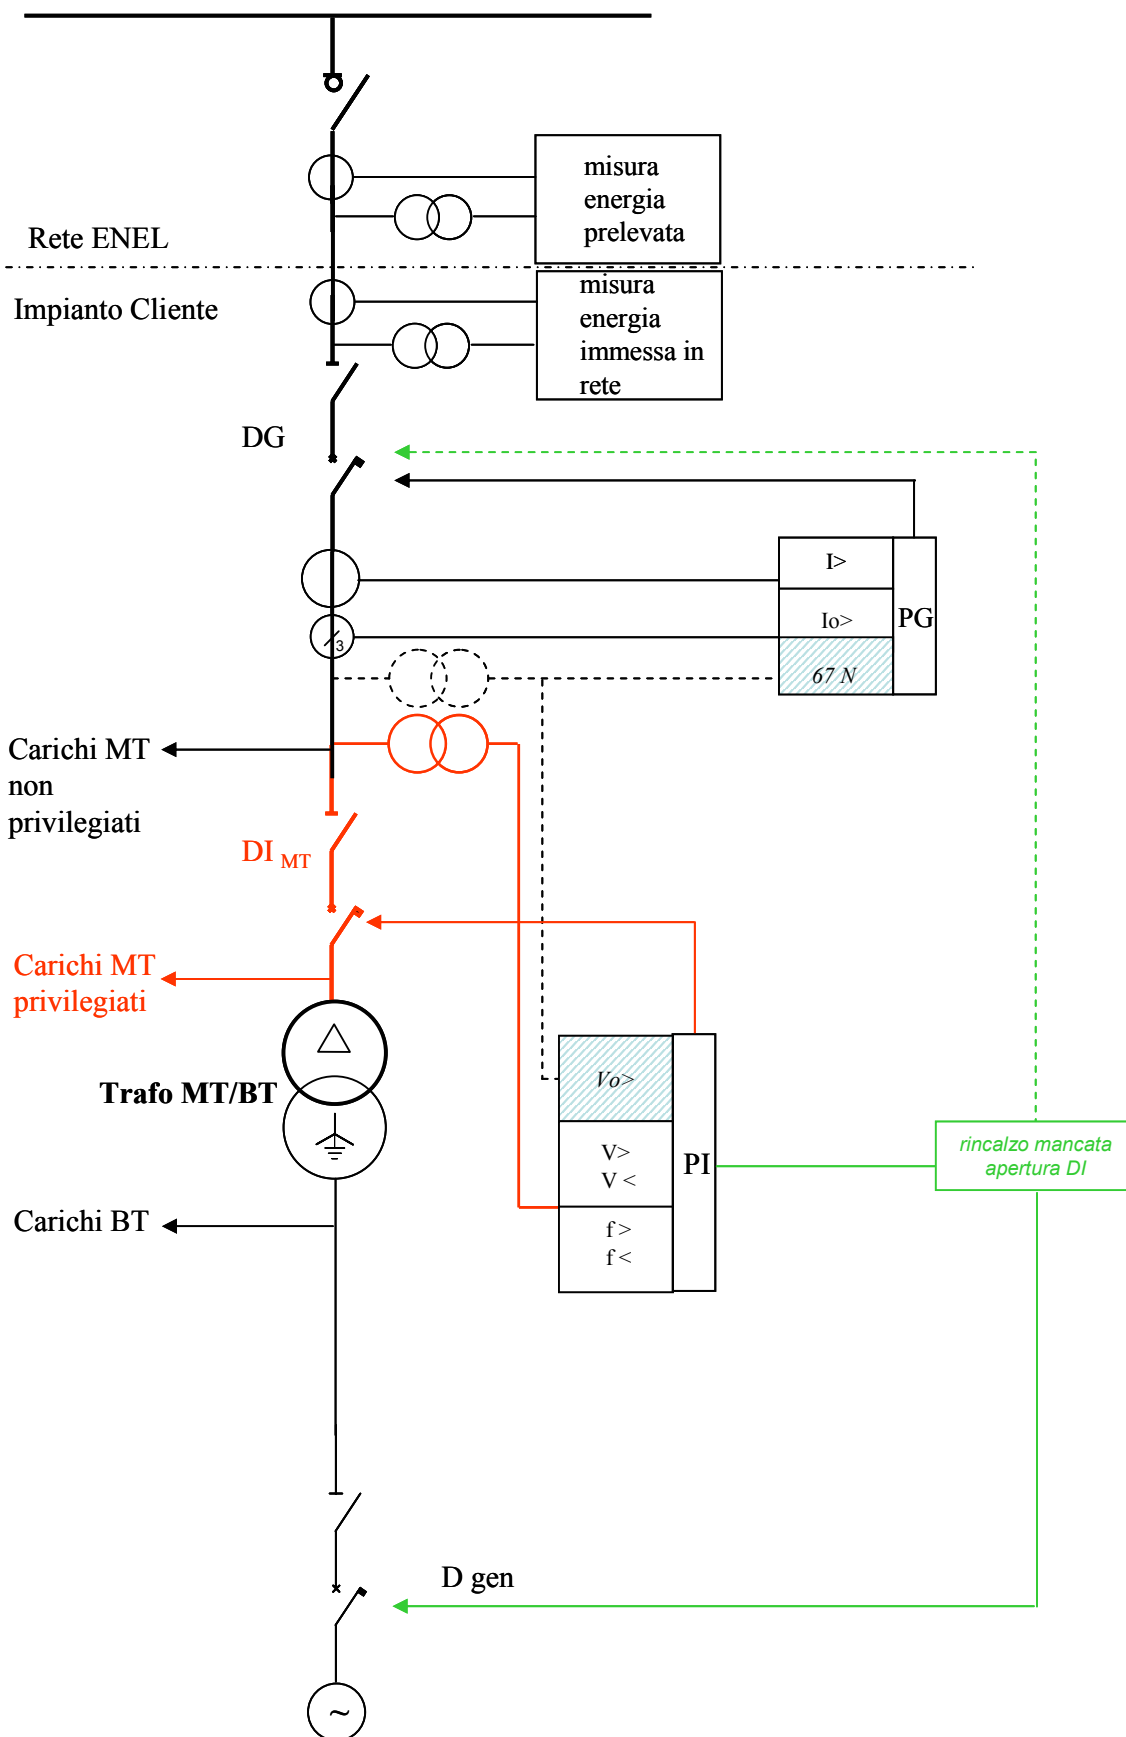 misura
energia
prelevata
Rete ENEL
Impianto Cliente
misura
energia
immessa in
rete
DG
I>
Io>
PG
67 N
3
Carichi MT
non
privilegiati
DI MT
Carichi MT
privilegiati
Trafo MT/BT
Vo>
V>
V <
PI
f >
f <
rincalzo mancata
apertura DI
Carichi BT
D gen
~